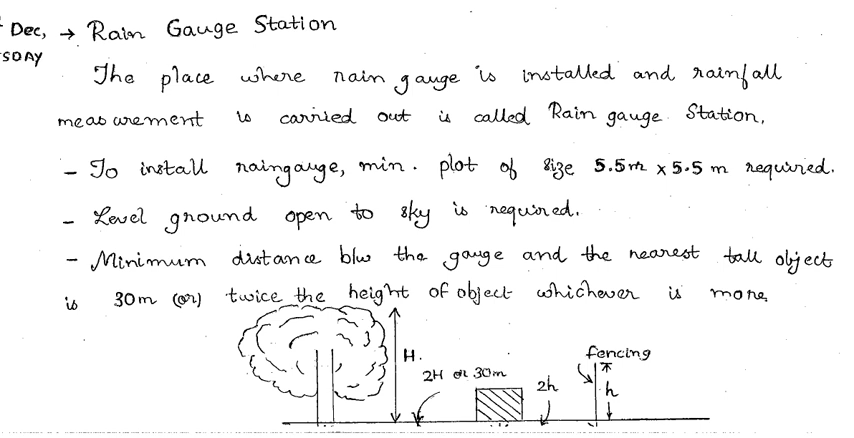 Dec, → Rain Gauge Station
SDAY
The place where rain gauge is installed and rainfall
measurement is carried out is called Rain gauge Station.
- To install raingauge, min. plot of size 5.5m x 5.5 m required.
- Level ground open to sky is required.
- Minimum distance b/w the gauge and the nearest tall object
is 30m (or) twice the height of object whichever is more.
fencing
H.
2H or 30m
2h
h